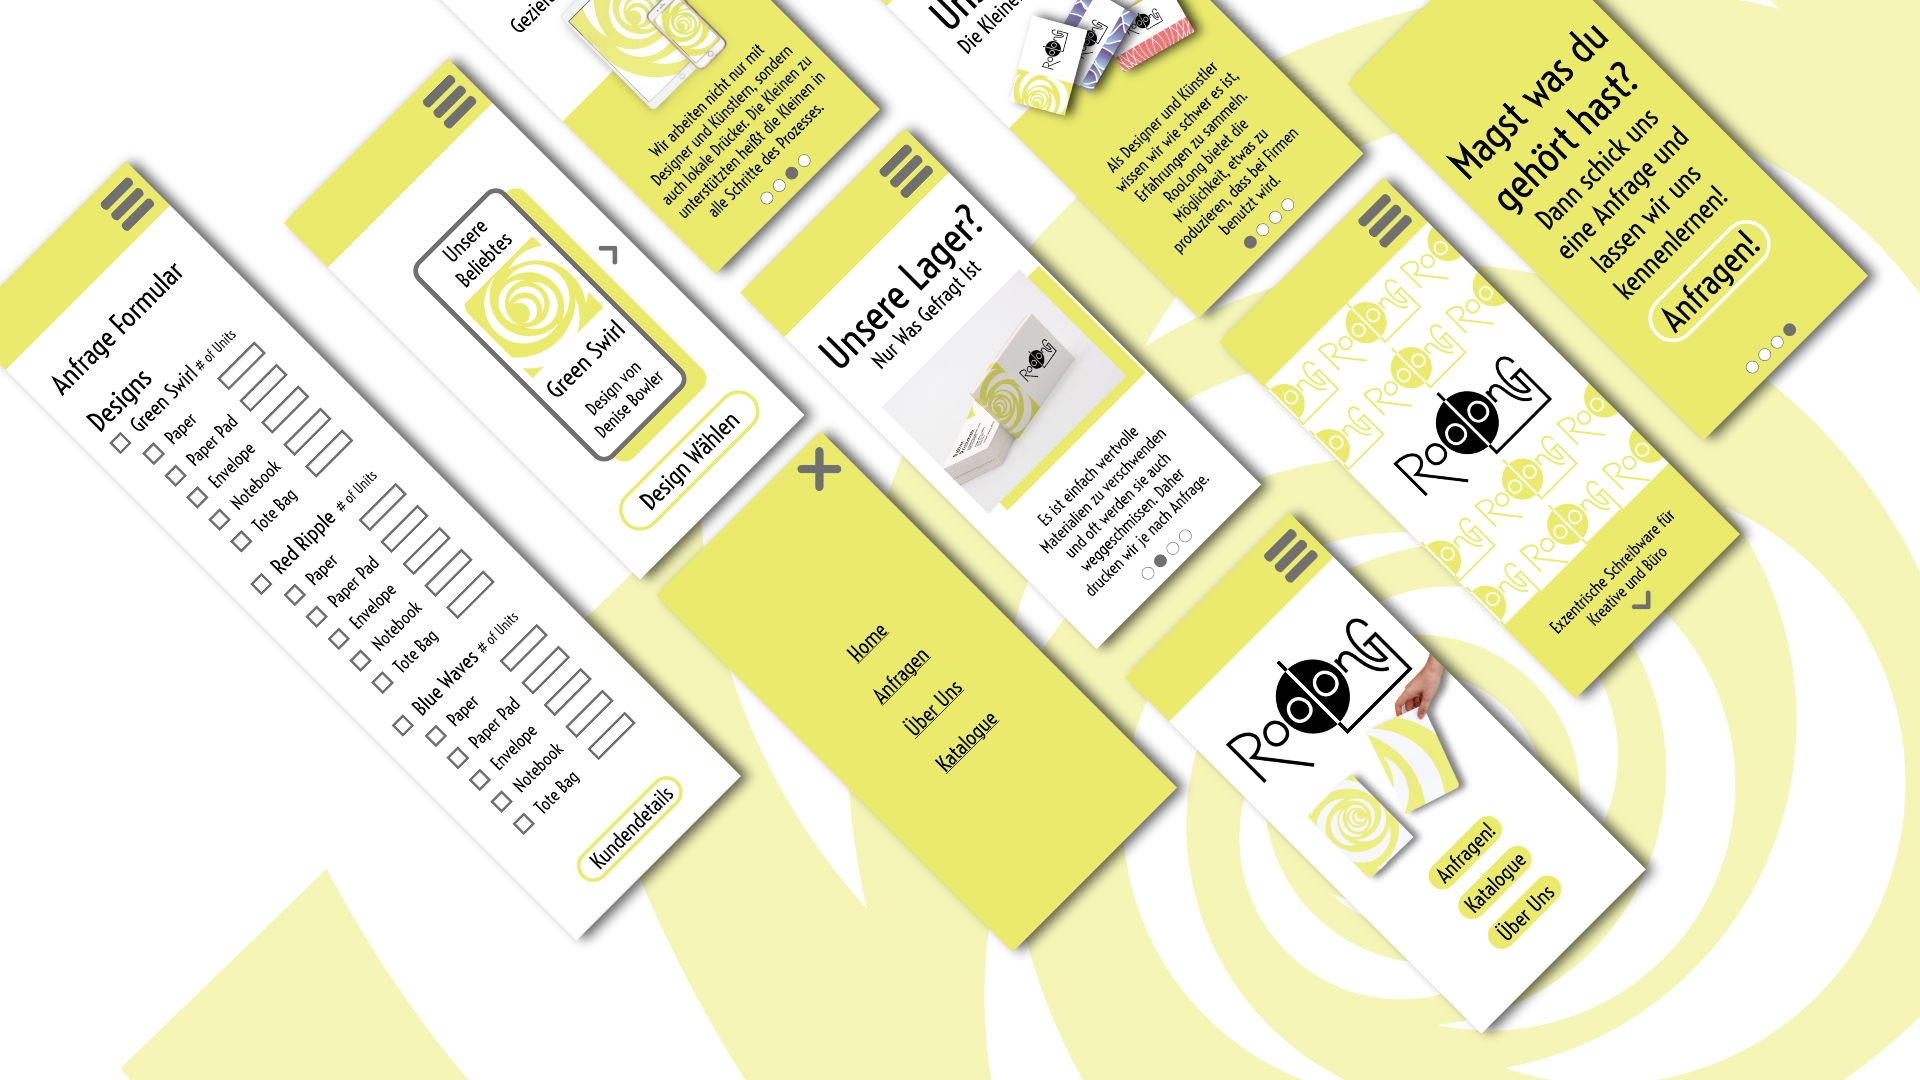 Anfrage Formular
Designs
Green Swirl # of Units
Paper
Paper Pad
Envelope
Notebook
Tote Bag
Red Ripple # of Units
Paper
Paper Pad
Envelope
Notebook
Tote Bag
Blue Waves # of Units
Paper
Paper Pad
Envelope
Notebook
Tote Bag
Kundendetails
Unsere
Beliebtes
Green Swirl
Design von
Denise Bowler
Design Wählen
Wir arbeiten nicht nur mit
Designer und Künstlern, sondern
auch lokale Drücker. Die Kleinen zu
unterstützten heißt die Kleinen in
alle Schritte des Prozesses.
Home
Anfragen
Über Uns
Katalogue
Unsere Lager?
Nur Was Gefragt Ist
RooLonG
Es ist einfach wertvolle
Materialien zu verschwenden
und oft werden sie auch
weggeschmissen. Daher
drucken wir je nach Anfrage.
Die Kleinen
RooLonG
RooLonG
RooLonG
Als Designer und Künstler
wissen wir wie schwer es ist,
Erfahrungen zu sammeln.
RooLong bietet die
Möglichkeit, etwas zu
produzieren, dass bei Firmen
benutzt wird.
RooLonG
Anfragen!
Katalogue
Über Uns
RooLonG
Exzentrische Schreibware für
Kreative und Büro
Magst was du
gehört hast?
Dann schick uns
eine Anfrage und
lassen wir uns
kennenlernen!
Anfragen!